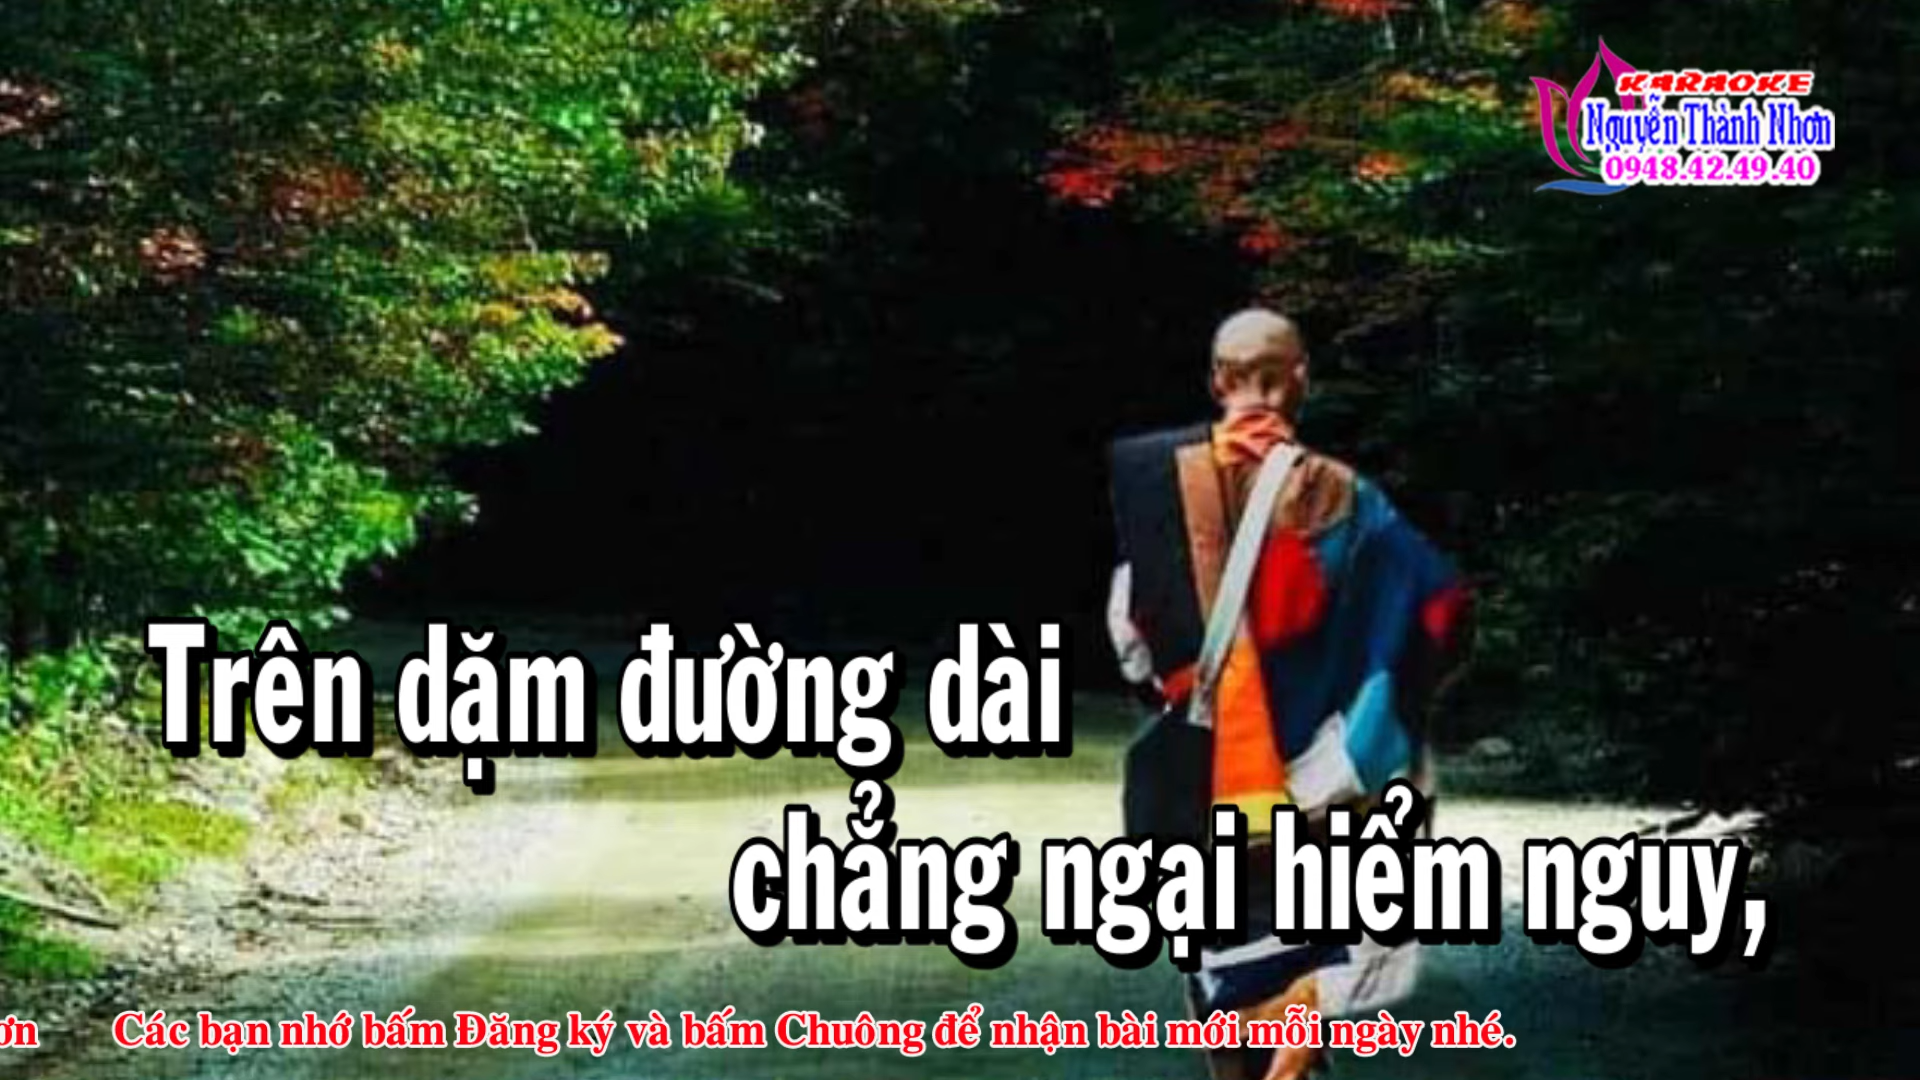 KARAOKE
Nguyễn Thành Nhơn
0948.42.49.40
Trên dặm đường dài
chẳng ngại hiểm nguy,
ơn Các bạn nhớ bấm Đăng ký và bấm Chuông để nhận bài mới mỗi ngày nhé.